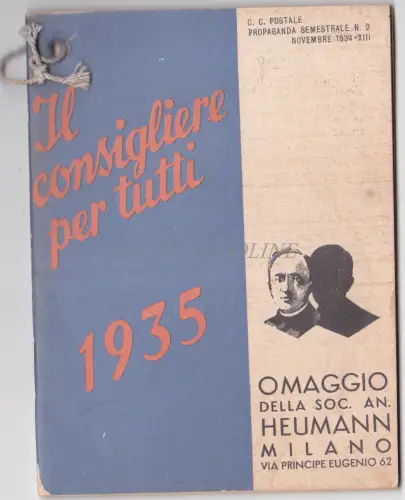 C. C. POSTALE
PROPAGANDA SEMESTRALE N. 2
NOVEMBRE 1934-XIII
Il
consigliere
per tutti
1935
OLINE
OMAGGIO
DELLA SOC. AN.
HEUMANN
MILANO
VIA PRINCIPE EUGENIO 62